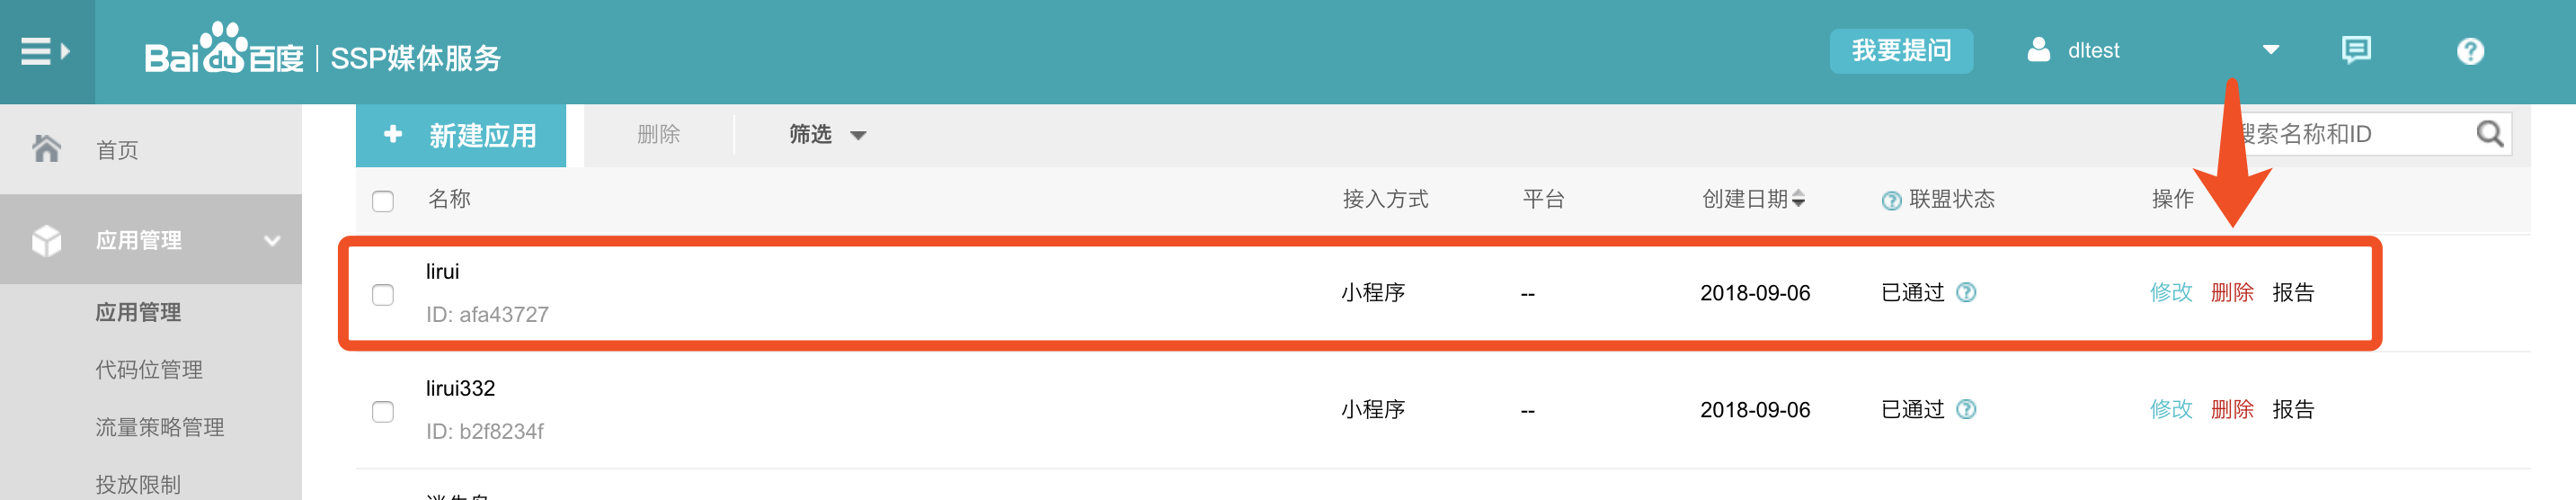 Bai du 百度 | SSP媒体服务
我要提问
dltest
首页
应用管理
应用管理
代码位管理
流量策略管理
投放限制
+ 新建应用
删除
筛选
搜索名称和ID
名称 接入方式 平台 创建日期 联盟状态 操作
lirui
ID: afa43727
小程序 -- 2018-09-06 已通过 修改 删除 报告
lirui332
ID: b2f8234f
小程序 -- 2018-09-06 已通过 修改 删除 报告